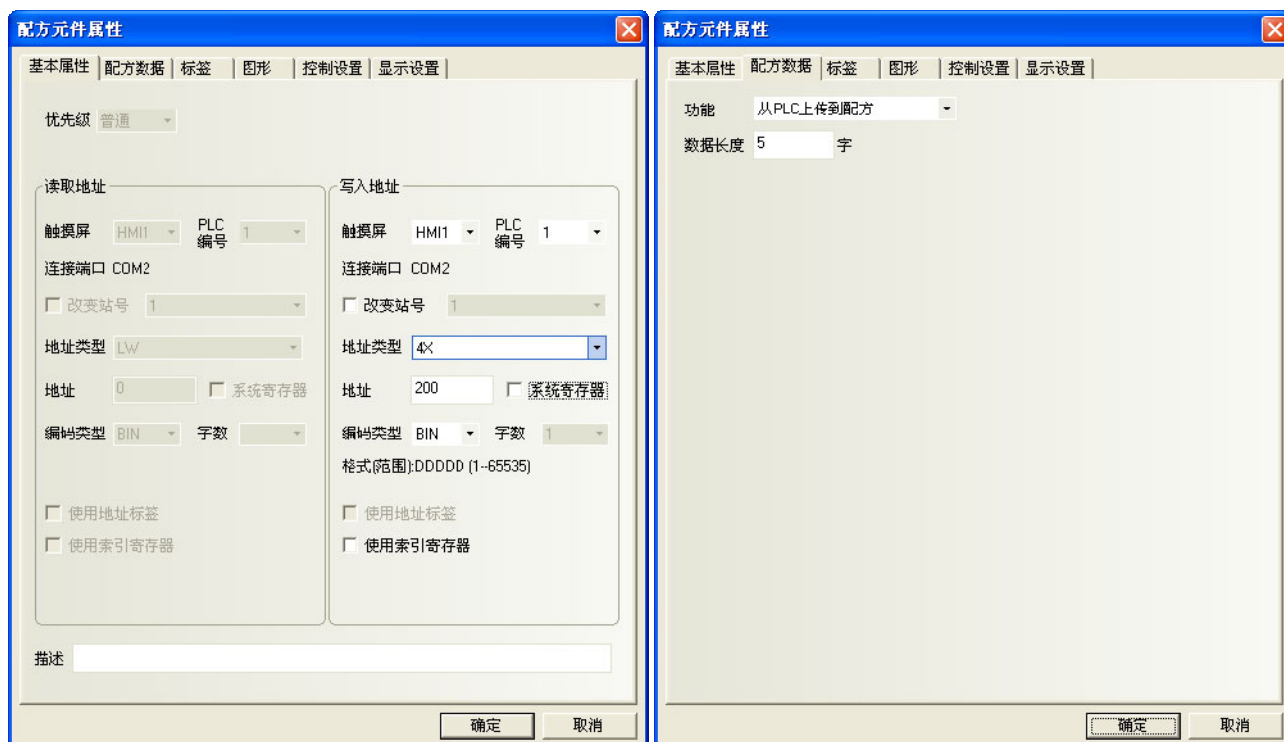 配方元件属性
基本属性 配方数据 标签 图形 控制设置 显示设置
优先级 普通
读取地址
触摸屏 HMI1 PLC编号 1
连接端口 COM2
改变站号 1
地址类型 LW
地址 0 系统寄存器
编码类型 BIN 字数
使用地址标签
使用索引寄存器
写入地址
触摸屏 HMI1 PLC编号 1
连接端口 COM2
改变站号 1
地址类型 4X
地址 200 系统寄存器
编码类型 BIN 字数 1
格式(范围):DDDDD (1--65535)
使用地址标签
使用索引寄存器
描述
确定 取消
配方元件属性
基本属性 配方数据 标签 图形 控制设置 显示设置
功能 从PLC上传到配方
数据长度 5 字
确定 取消